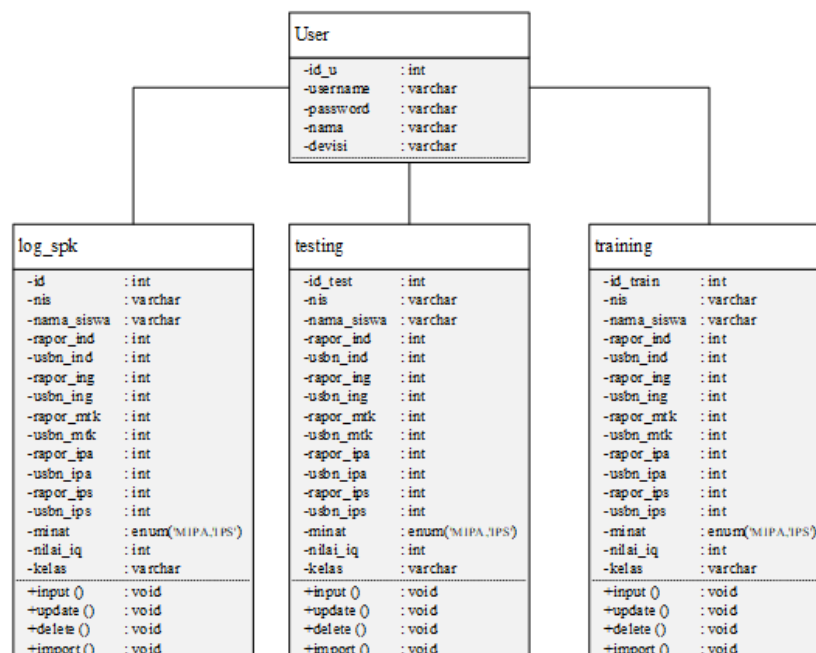 User
-id_u : int
-username : varchar
-password : varchar
-nama : varchar
-devisi : varchar
log_spk
-id : int
-nis : varchar
-nama_siswa : varchar
-rapor_ind : int
-usbn_ind : int
-rapor_ing : int
-usbn_ing : int
-rapor_mtk : int
-usbn_mtk : int
-rapor_ipa : int
-usbn_ipa : int
-rapor_ips : int
-usbn_ips : int
-minat : enum('MIPA,'IPS')
-nilai_iq : int
-kelas : varchar
+input () : void
+update () : void
+delete () : void
+import () : void
testing
-id_test : int
-nis : varchar
-nama_siswa : varchar
-rapor_ind : int
-usbn_ind : int
-rapor_ing : int
-usbn_ing : int
-rapor_mtk : int
-usbn_mtk : int
-rapor_ipa : int
-usbn_ipa : int
-rapor_ips : int
-usbn_ips : int
-minat : enum('MIPA,'IPS')
-nilai_iq : int
-kelas : varchar
+input () : void
+update () : void
+delete () : void
+import () : void
training
-id_train : int
-nis : varchar
-nama_siswa : varchar
-rapor_ind : int
-usbn_ind : int
-rapor_ing : int
-usbn_ing : int
-rapor_mtk : int
-usbn_mtk : int
-rapor_ipa : int
-usbn_ipa : int
-rapor_ips : int
-usbn_ips : int
-minat : enum('MIPA,'IPS')
-nilai_iq : int
-kelas : varchar
+input () : void
+update () : void
+delete () : void
+import () : void